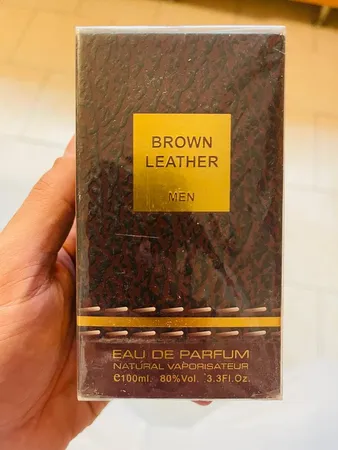 BROWN
LEATHER
MEN
EAU DE PARFUM
NATURAL VAPORISATEUR
℮100ml. 80%Vol. 3.3Fl.Oz.